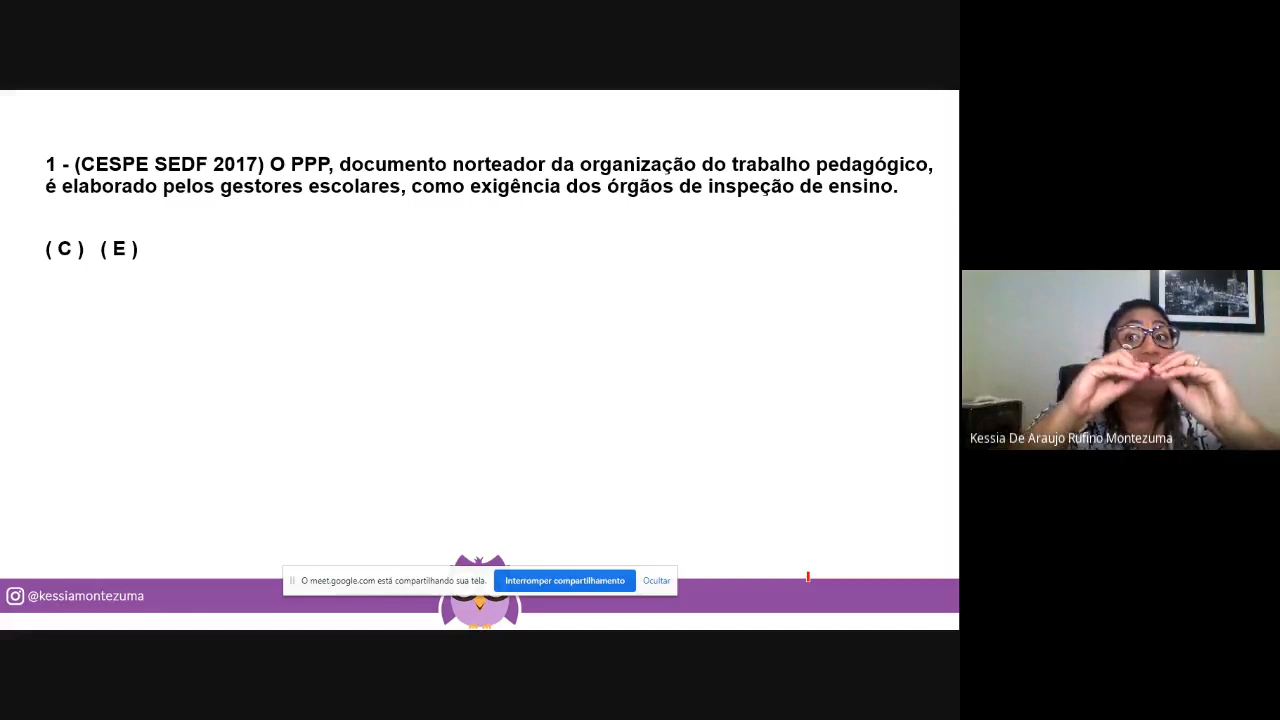 1 - (CESPE SEDF 2017) O PPP, documento norteador da organização do trabalho pedagógico,
é elaborado pelos gestores escolares, como exigência dos órgãos de inspeção de ensino.
( C ) ( E )
Kessia De Araujo Rufino Montezuma
O meet.google.com está compartilhando sua tela. Interromper compartilhamento Ocultar
@kessiamontezuma